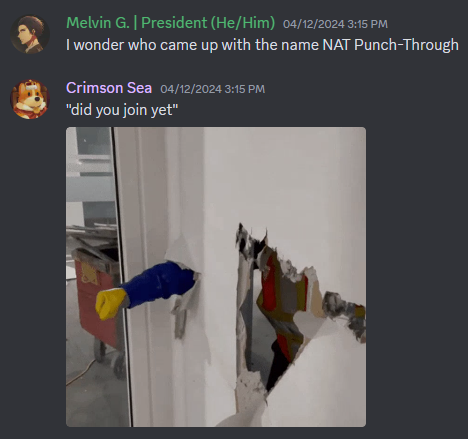 Melvin G. | President (He/Him) 04/12/2024 3:15 PM
I wonder who came up with the name NAT Punch-Through
Crimson Sea 04/12/2024 3:15 PM
"did you join yet"